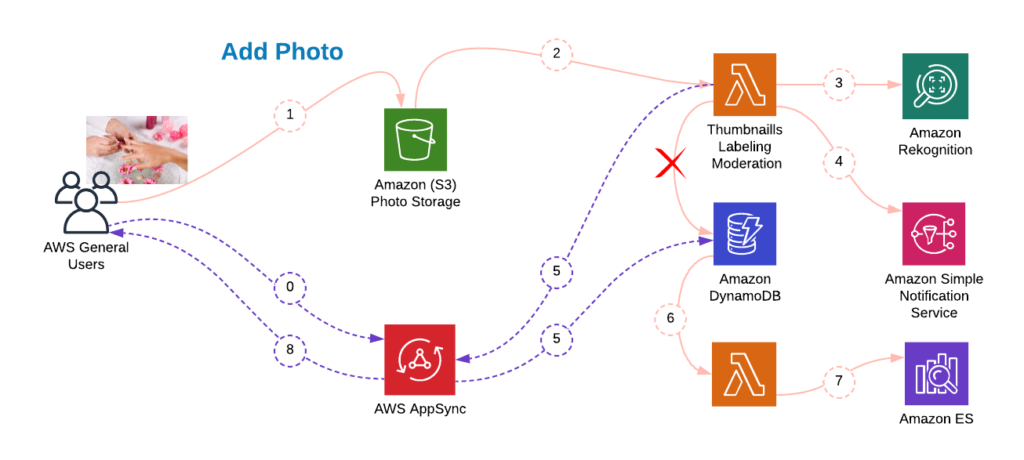 Add Photo
2
1
3
4
Thumbnaills
Labeling
Moderation
Amazon
Rekognition
Amazon (S3)
Photo Storage
AWS General
Users
0
8
5
5
Amazon
DynamoDB
Amazon Simple
Notification
Service
6
7
AWS AppSync
Amazon ES